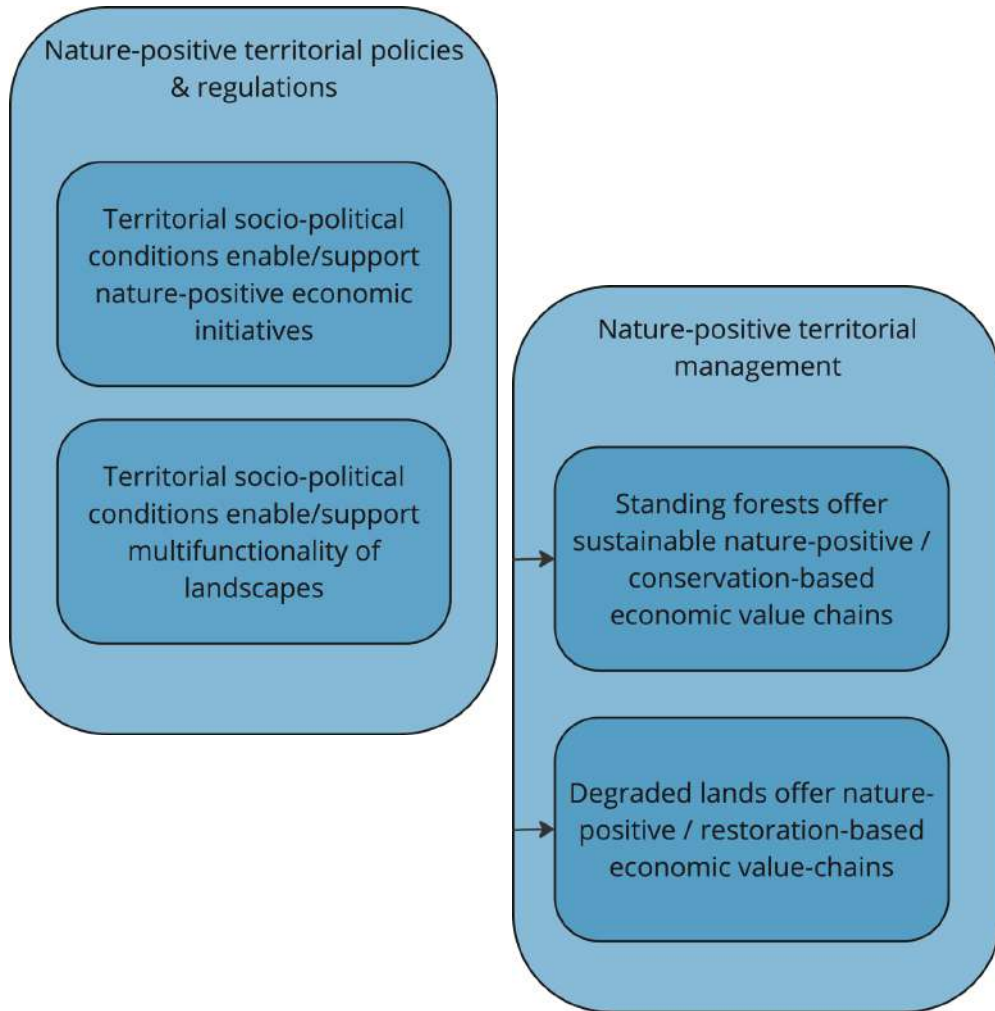 Nature-positive territorial policies
& regulations
Territorial socio-political
conditions enable/support
nature-positive economic
initiatives
Territorial socio-political
conditions enable/support
multifunctionality of
landscapes
Nature-positive territorial
management
Standing forests offer
sustainable nature-positive /
conservation-based
economic value chains
Degraded lands offer nature-
positive / restoration-based
economic value-chains